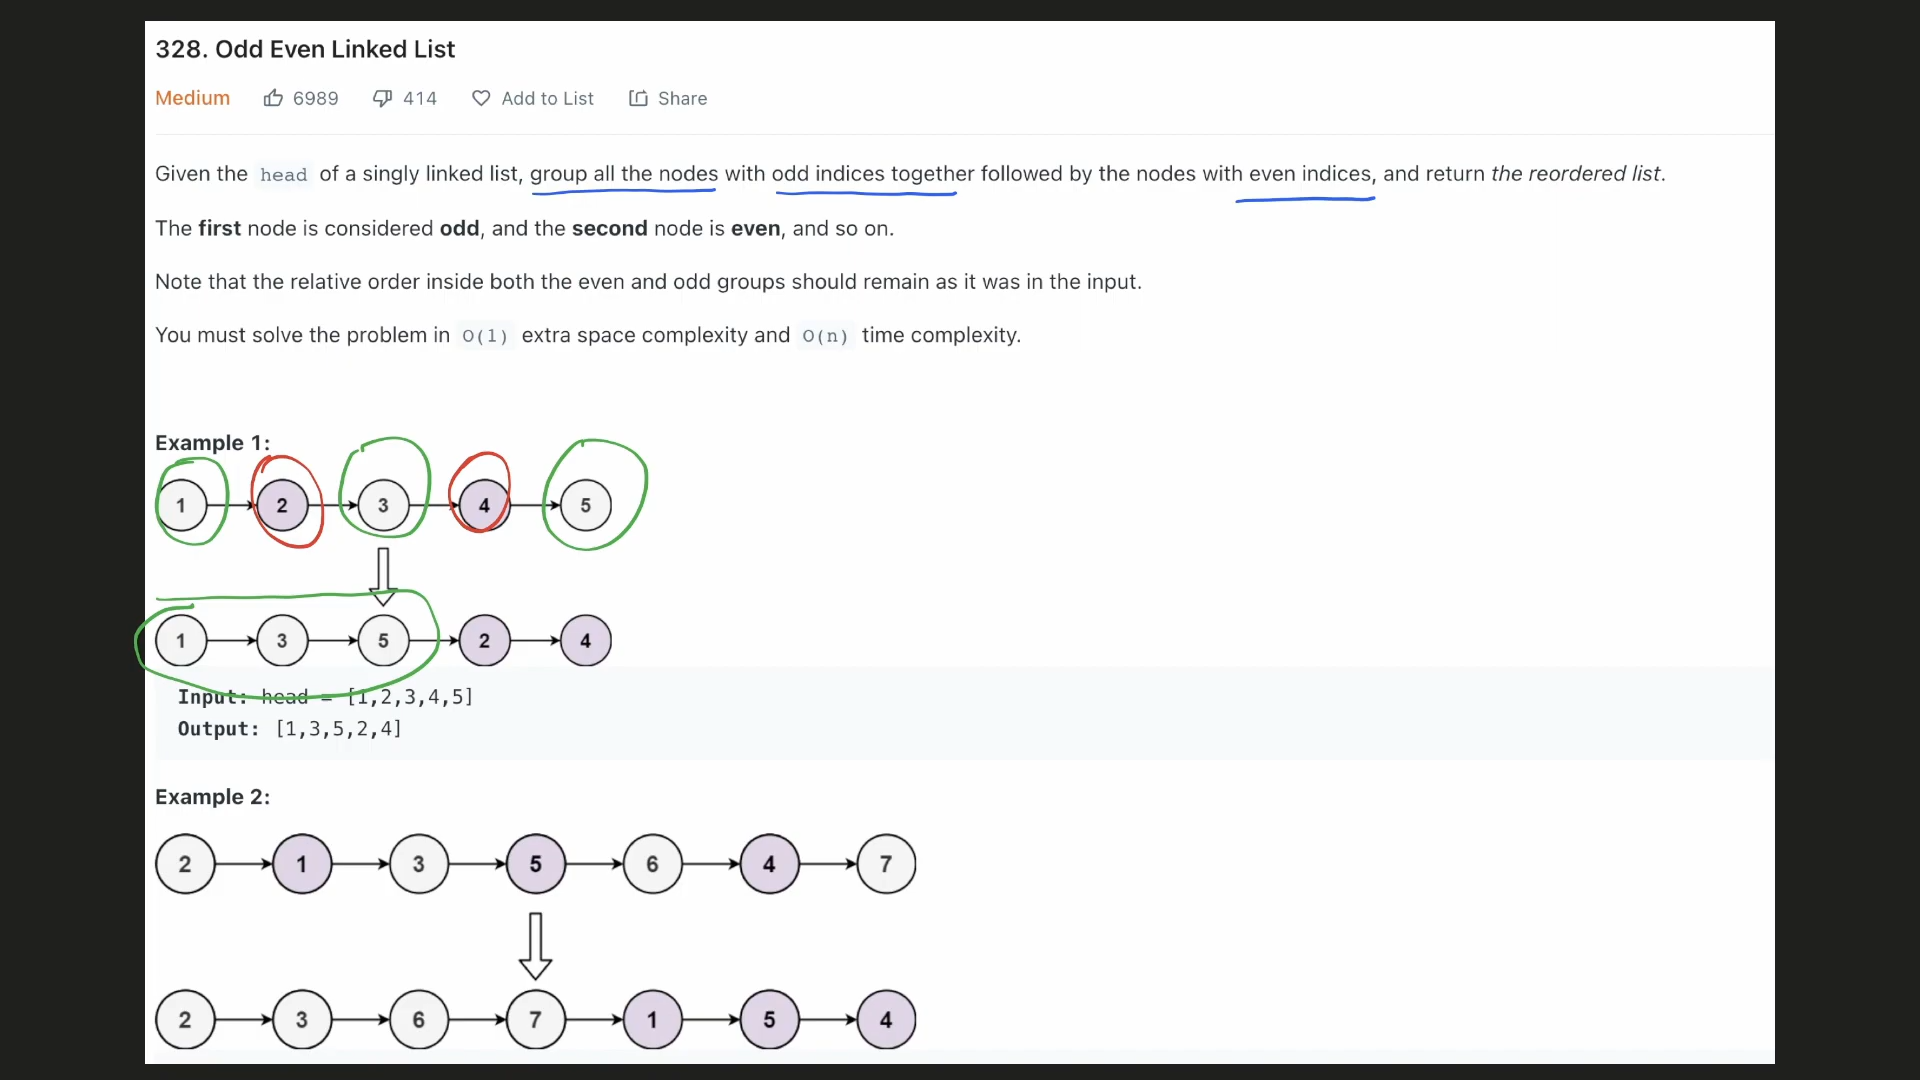 328. Odd Even Linked List
Medium 6989 414 Add to List Share
Given the head of a singly linked list, group all the nodes with odd indices together followed by the nodes with even indices, and return the reordered list.
The first node is considered odd, and the second node is even, and so on.
Note that the relative order inside both the even and odd groups should remain as it was in the input.
You must solve the problem in O(1) extra space complexity and O(n) time complexity.
Example 1:
1 2 3 4 5
1 3 5 2 4
Input: head = [1,2,3,4,5]
Output: [1,3,5,2,4]
Example 2:
2 1 3 5 6 4 7
2 3 6 7 1 5 4